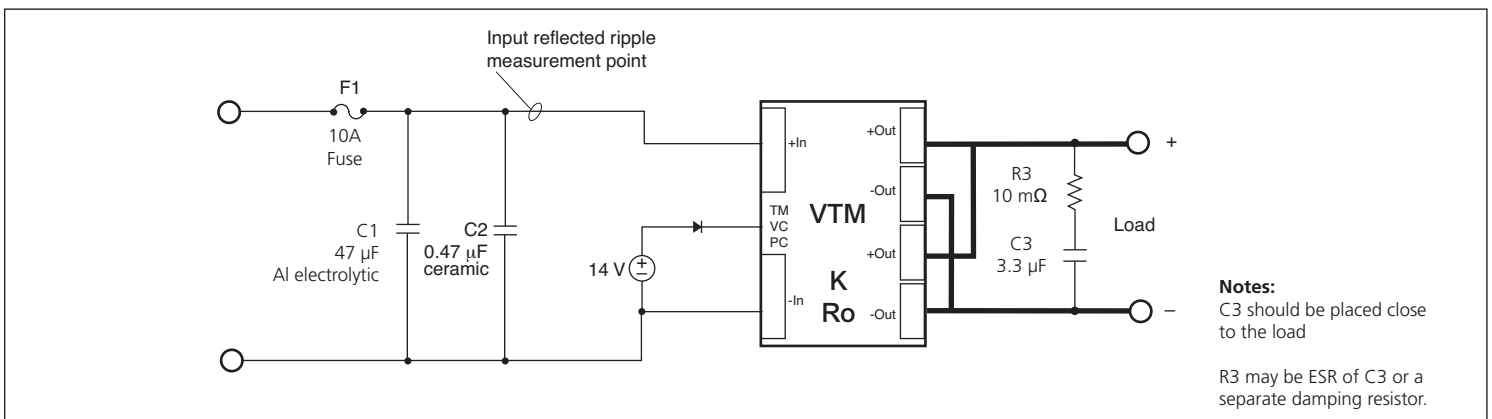 Input reflected ripple
measurement point
F1
10A
Fuse
C1
47 µF
Al electrolytic
C2
0.47 µF
ceramic
14 V
+
−
+In
TM
VC
PC
-In
VTM
K
Ro
+Out
-Out
+Out
-Out
R3
10 mΩ
C3
3.3 µF
+
Load
–
Notes:
C3 should be placed close
to the load
R3 may be ESR of C3 or a
separate damping resistor.